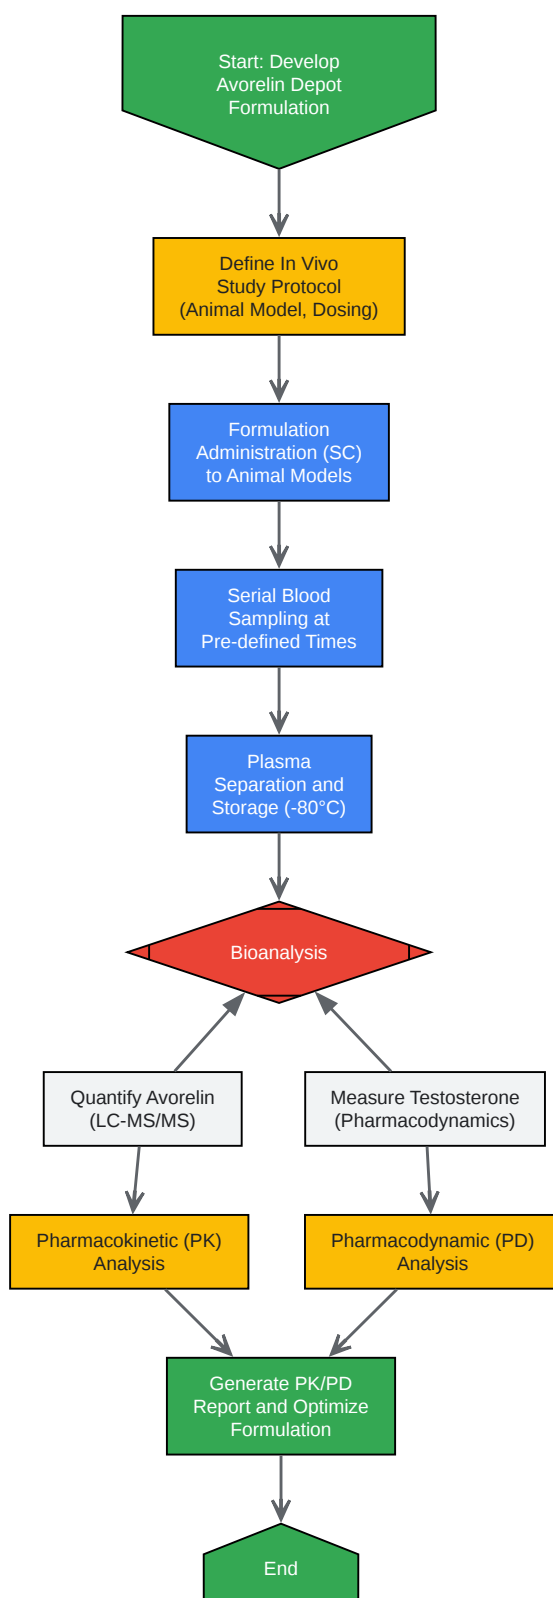 Start: Develop
Avorelin Depot
Formulation
Define In Vivo
Study Protocol
(Animal Model, Dosing)
Formulation
Administration (SC)
to Animal Models
Serial Blood
Sampling at
Pre-defined Times
Plasma
Separation and
Storage (-80°C)
Bioanalysis
Quantify Avorelin
(LC-MS/MS)
Measure Testosterone
(Pharmacodynamics)
Pharmacokinetic (PK)
Analysis
Pharmacodynamic (PD)
Analysis
Generate PK/PD
Report and Optimize
Formulation
End